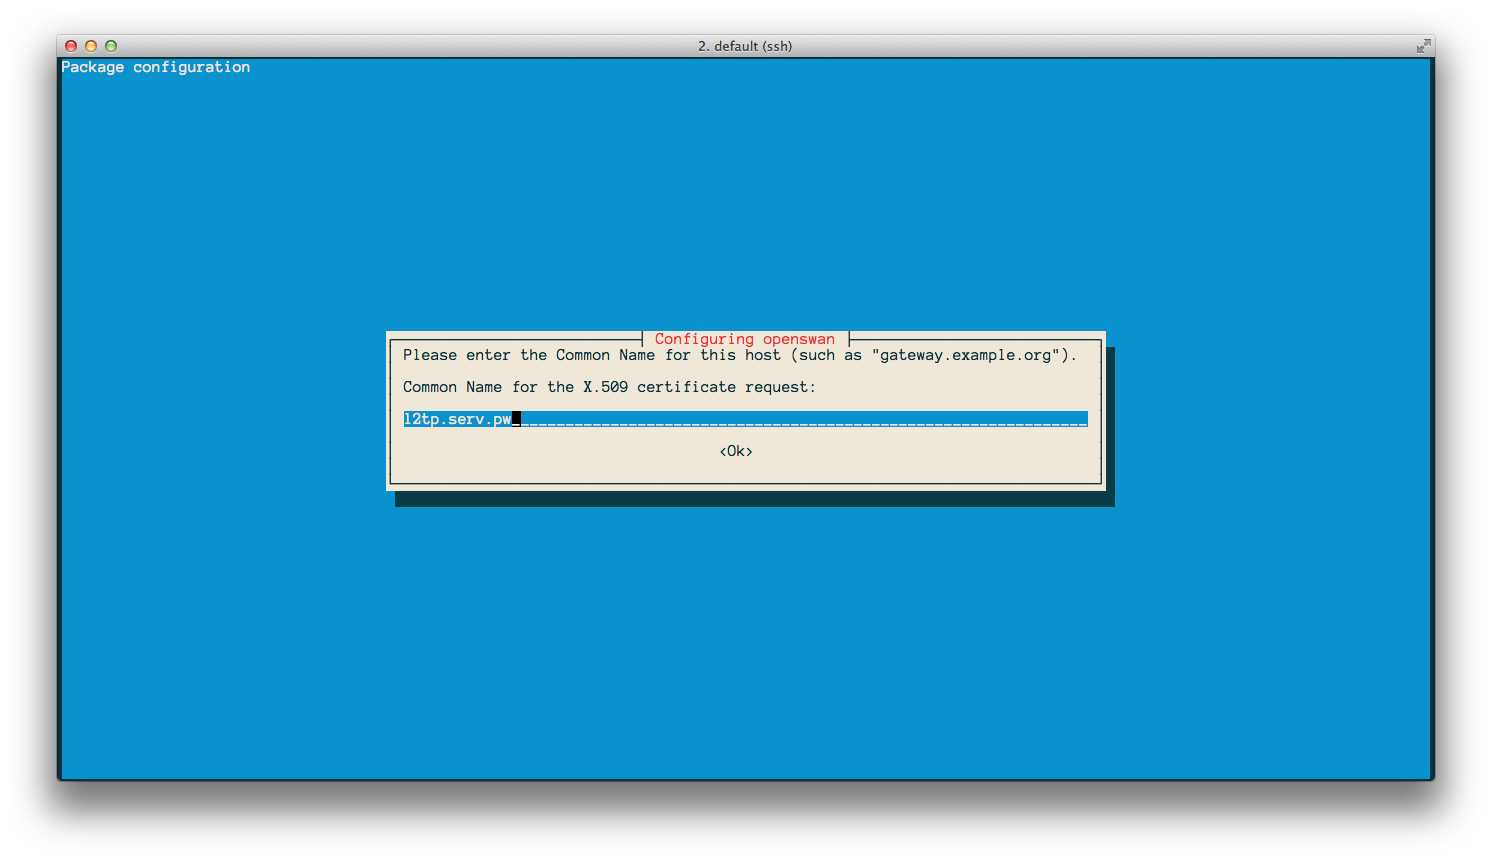 2. default (ssh)
Package configuration
Configuring openswan
Please enter the Common Name for this host (such as "gateway.example.org").
Common Name for the X.509 certificate request:
l2tp.serv.pw
<Ok>